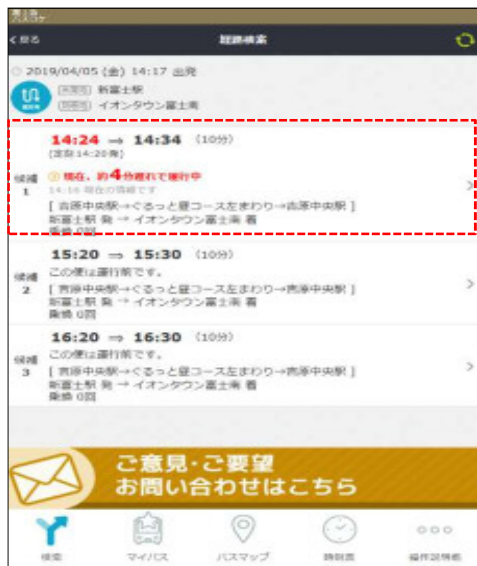 富士市
バスロケ
< 戻る
経路検索
2019/04/05 (金) 14:17 出発
新富士駅
イオンタウン富士南
14:24 ⇒ 14:34 (10分)
(定刻14:20発)
候補
1
現在、約4分遅れて運行中
14:16 現在の情報です
[ 吉原中央駅→ぐるっと昼コース左まわり→吉原中央駅 ]
新富士駅 発 → イオンタウン富士南 着
乗換 0回
15:20 ⇒ 15:30 (10分)
候補
2
この便は運行前です。
[ 吉原中央駅→ぐるっと昼コース左まわり→吉原中央駅 ]
新富士駅 発 → イオンタウン富士南 着
乗換 0回
16:20 ⇒ 16:30 (10分)
候補
3
この便は運行前です。
[ 吉原中央駅→ぐるっと昼コース左まわり→吉原中央駅 ]
新富士駅 発 → イオンタウン富士南 着
乗換 0回
ご意見・ご要望
お問い合わせはこちら
検索
マイバス
バスマップ
時刻表
操作説明他